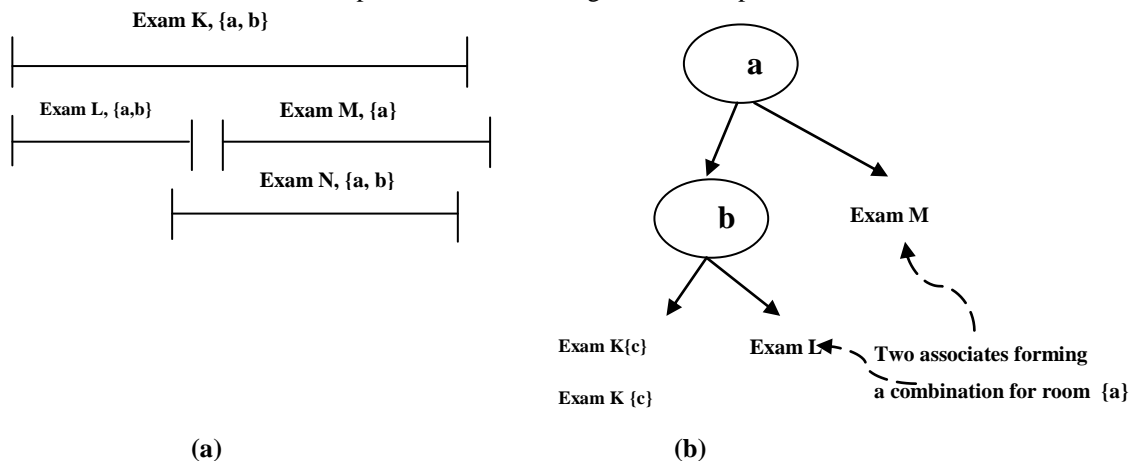 Exam K, {a, b}
Exam L, {a,b}
Exam M, {a}
Exam N, {a, b}
(a)
a
b
Exam M
Exam K{c}
Exam L
Exam K {c}
Two associates forming
a combination for room {a}
(b)